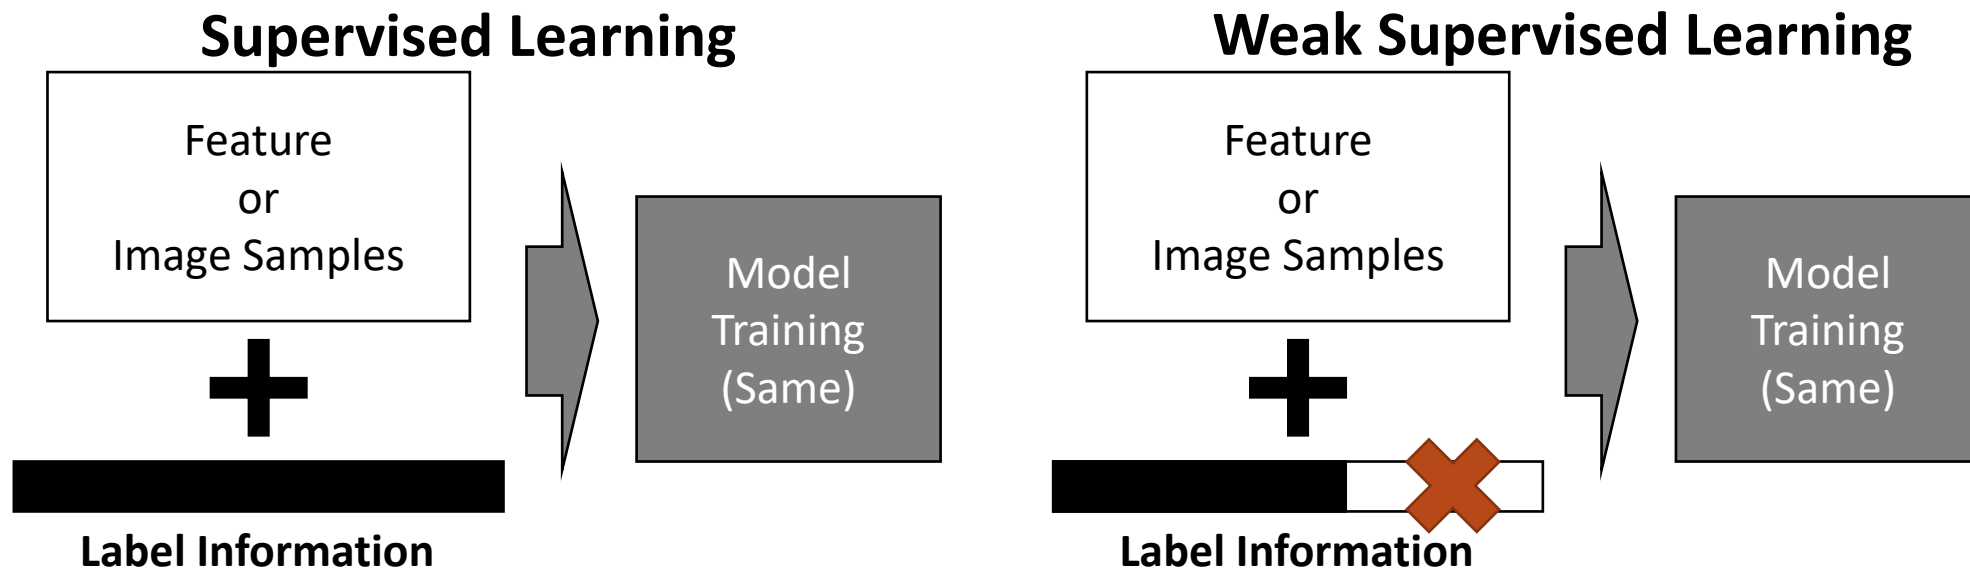 Supervised Learning
Feature
or
Image Samples
Model
Training
(Same)
Label Information
Weak Supervised Learning
Feature
or
Image Samples
Model
Training
(Same)
Label Information